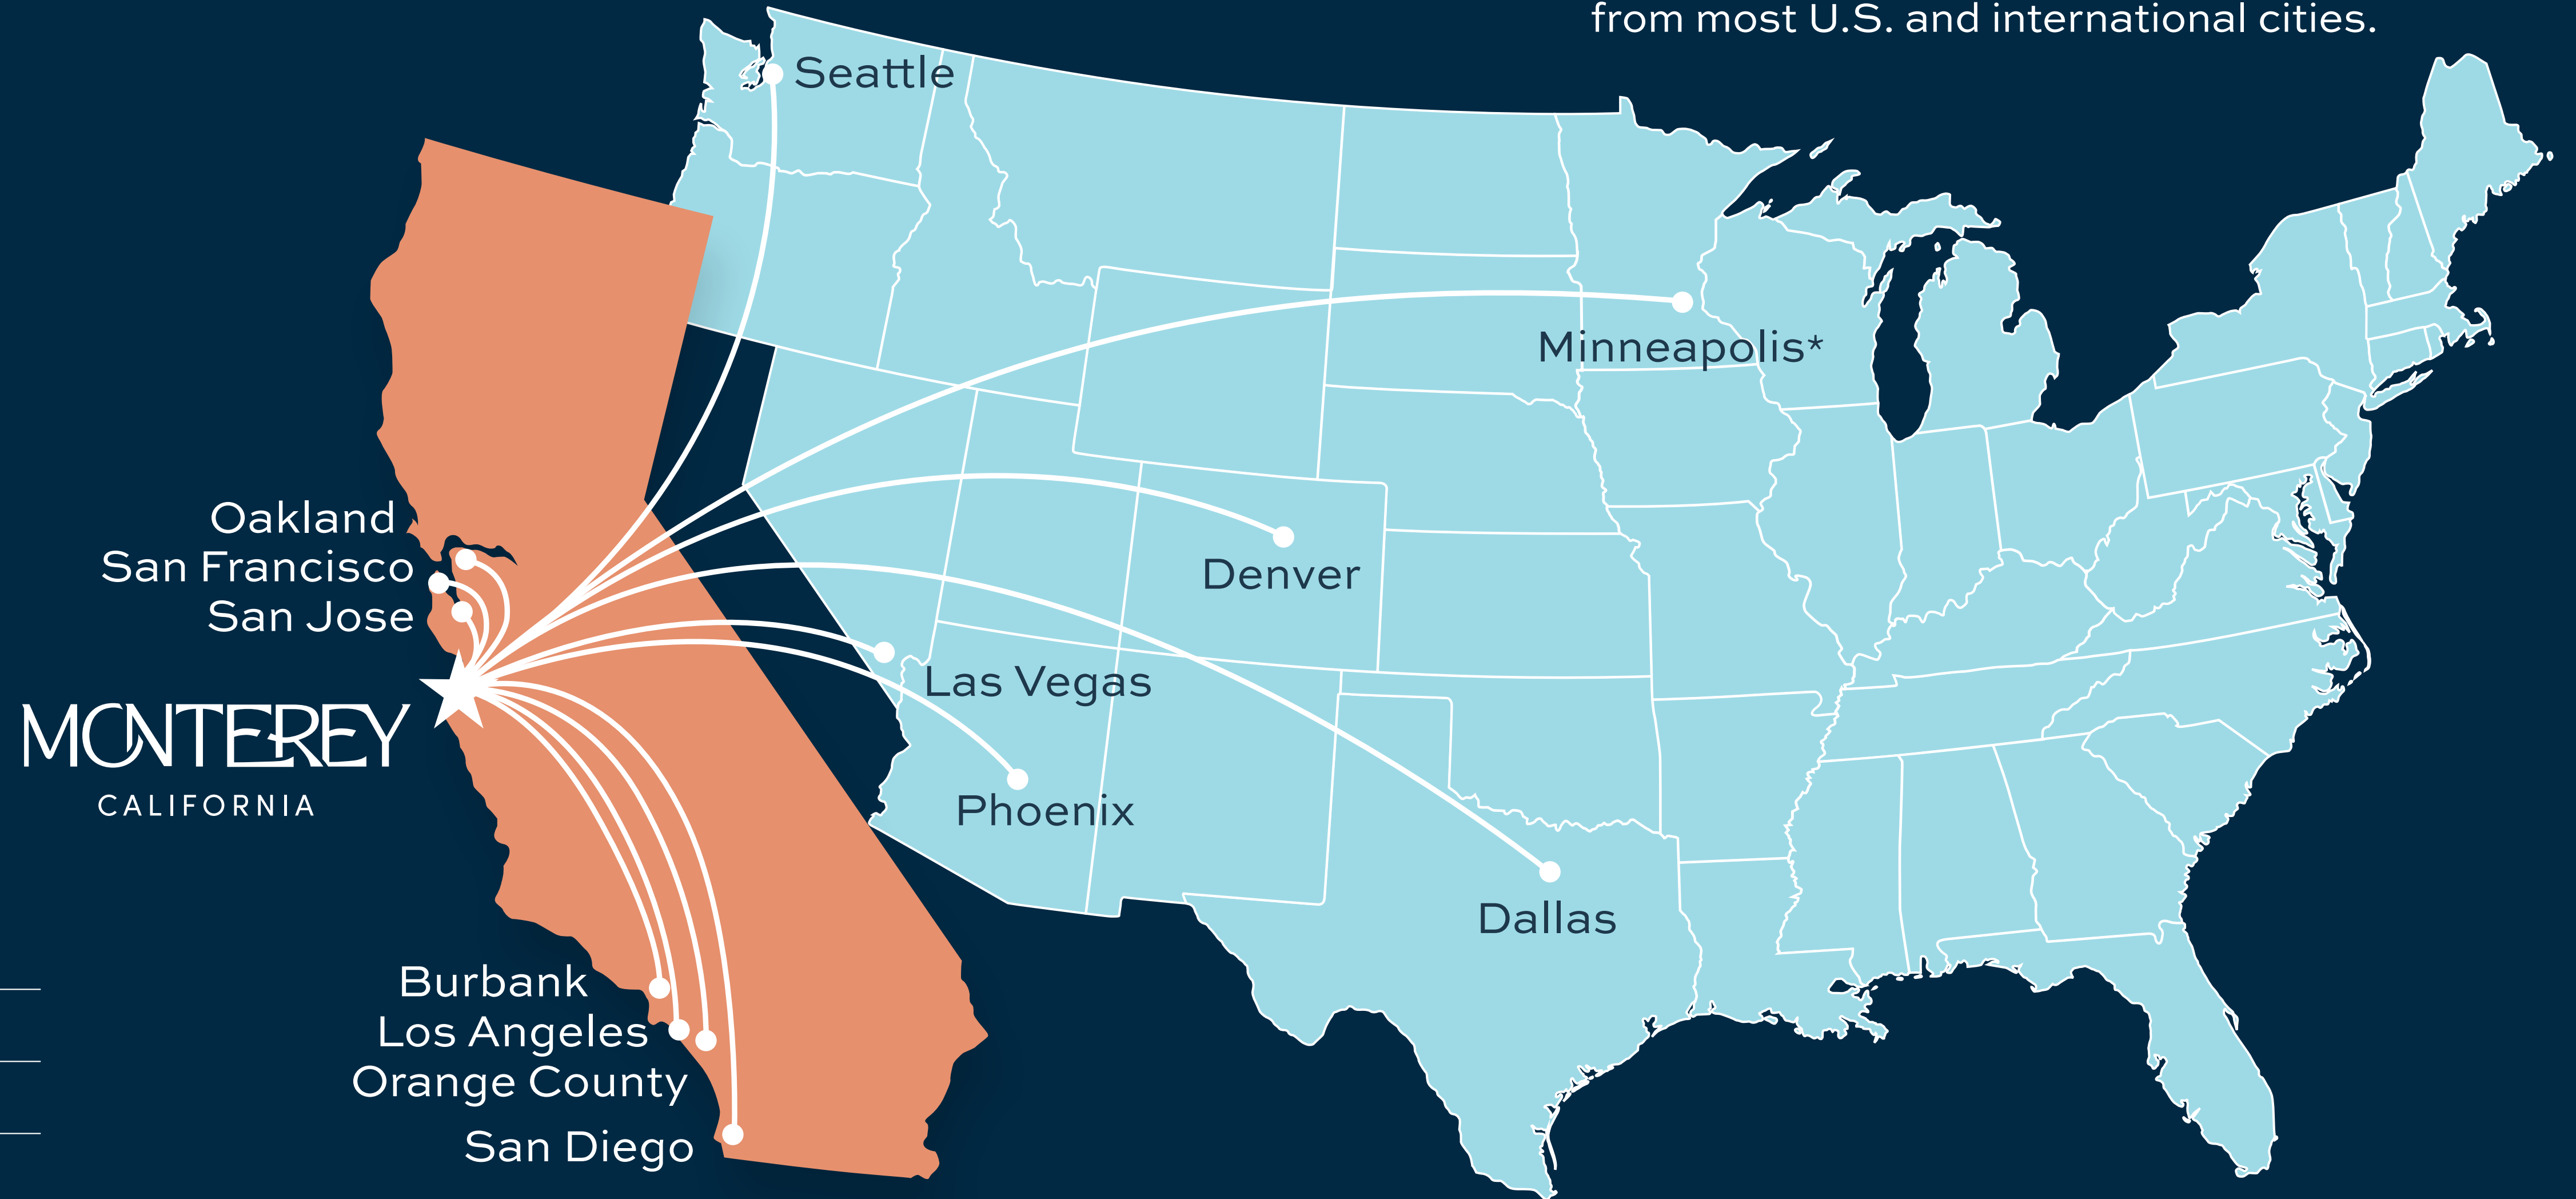 from most U.S. and international cities.
Seattle
Minneapolis*
Oakland
San Francisco
San Jose
Denver
Las Vegas
MONTEREY
CALIFORNIA
Phoenix
Dallas
Burbank
Los Angeles
Orange County
San Diego